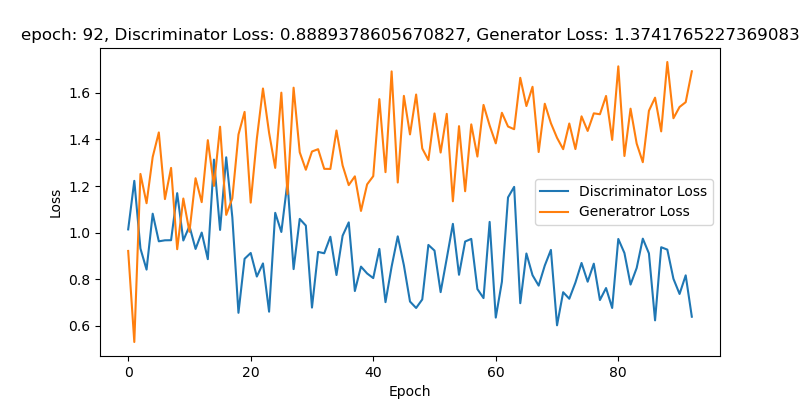 epoch: 92, Discriminator Loss: 0.8889378605670827, Generator Loss: 1.3741765227369083
Loss
1.6
1.4
1.2
1.0
0.8
0.6
Discriminator Loss
Generatror Loss
0 20 40 60 80
Epoch